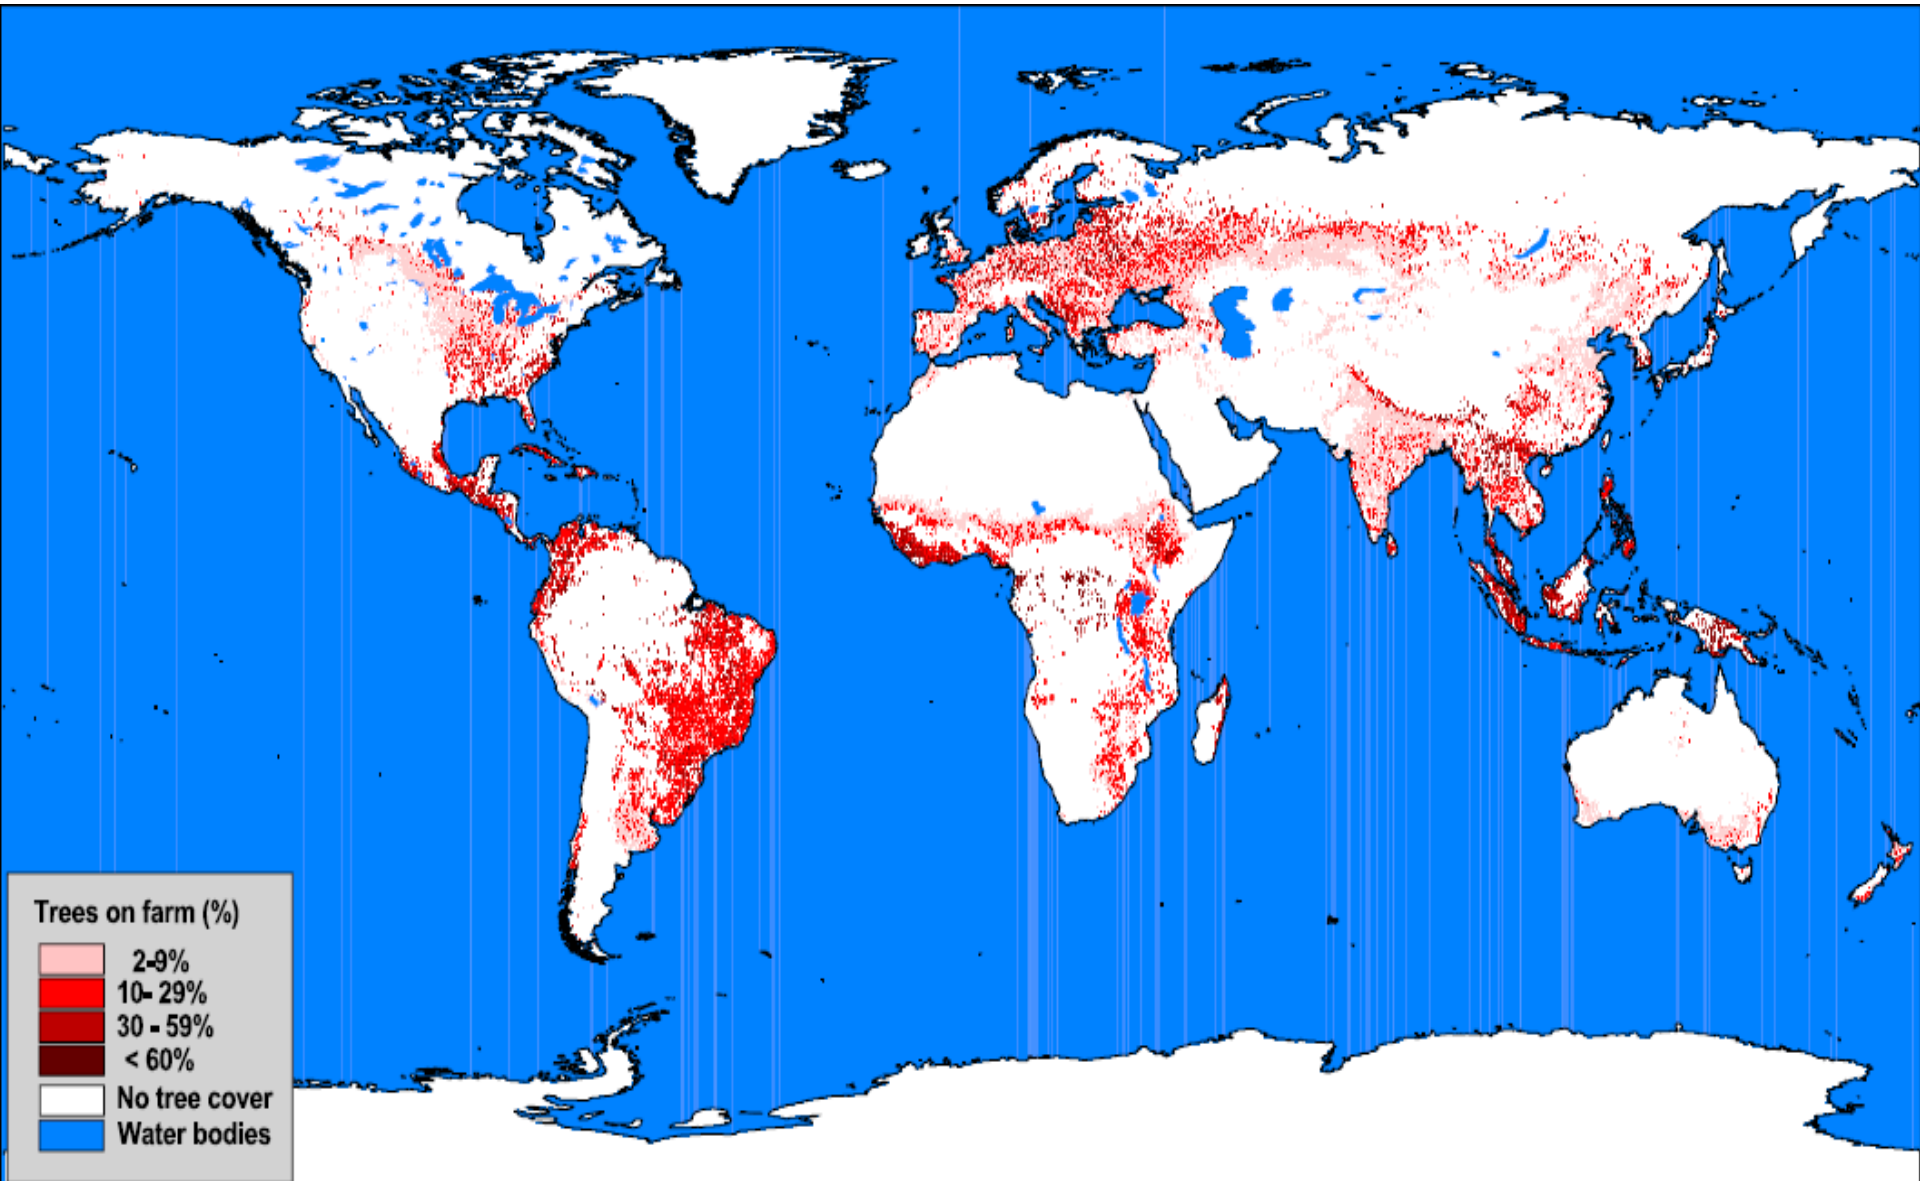 Trees on farm (%)
2-9%
10- 29%
30 - 59%
< 60%
No tree cover
Water bodies